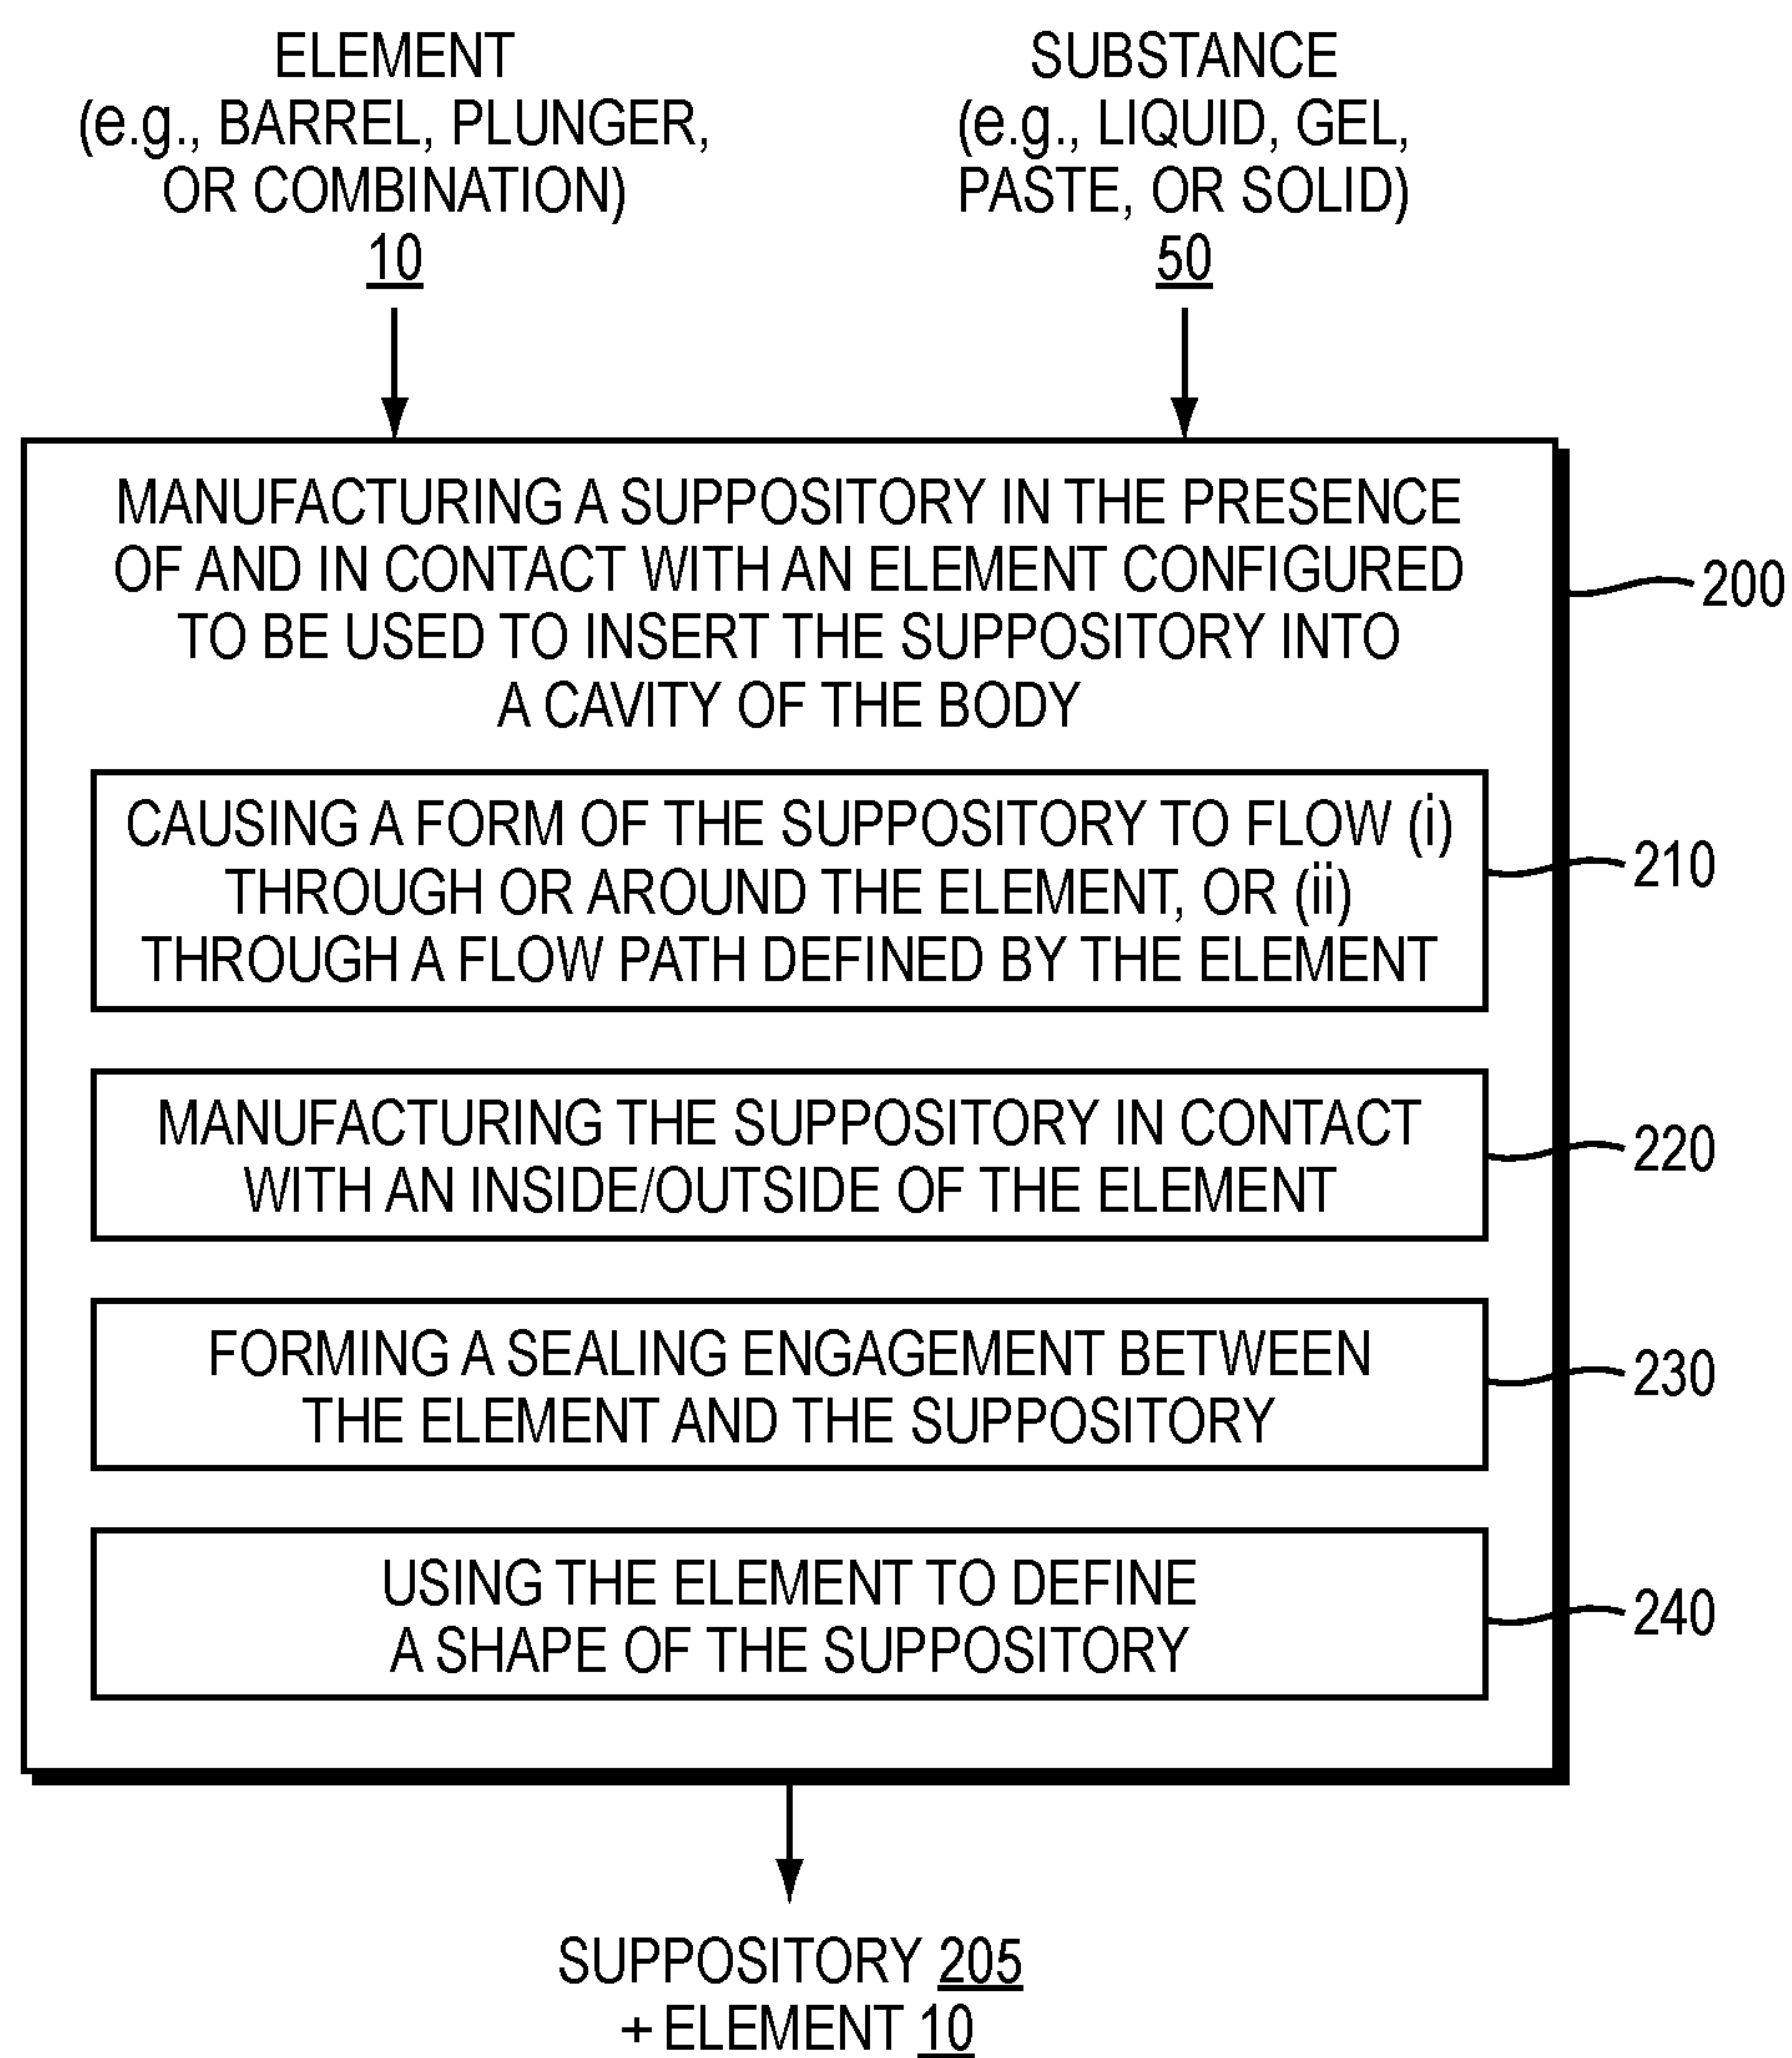 ELEMENT
(e.g., BARREL, PLUNGER,
OR COMBINATION)
10
SUBSTANCE
(e.g., LIQUID, GEL,
PASTE, OR SOLID)
50
MANUFACTURING A SUPPOSITORY IN THE PRESENCE
OF AND IN CONTACT WITH AN ELEMENT CONFIGURED
TO BE USED TO INSERT THE SUPPOSITORY INTO
A CAVITY OF THE BODY
200
CAUSING A FORM OF THE SUPPOSITORY TO FLOW (i)
THROUGH OR AROUND THE ELEMENT, OR (ii)
THROUGH A FLOW PATH DEFINED BY THE ELEMENT
210
MANUFACTURING THE SUPPOSITORY IN CONTACT
WITH AN INSIDE/OUTSIDE OF THE ELEMENT
220
FORMING A SEALING ENGAGEMENT BETWEEN
THE ELEMENT AND THE SUPPOSITORY
230
USING THE ELEMENT TO DEFINE
A SHAPE OF THE SUPPOSITORY
240
SUPPOSITORY 205
+ ELEMENT 10